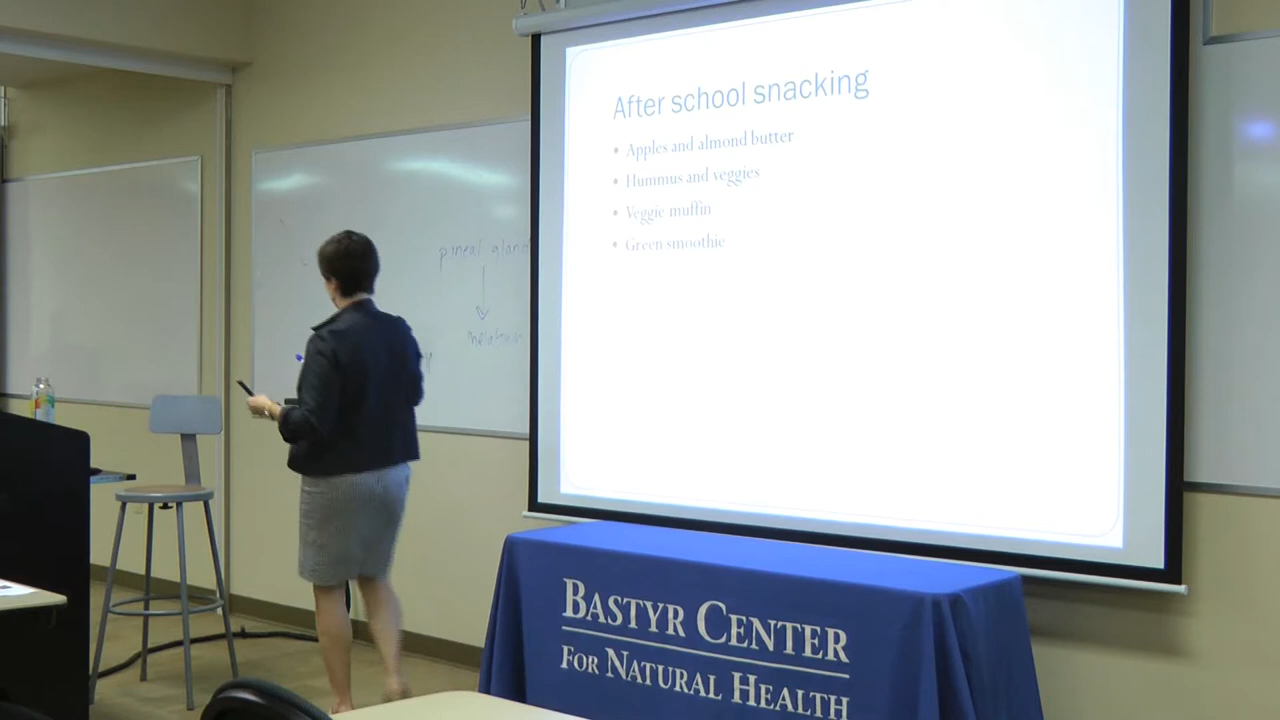 After school snacking
• Apples and almond butter
• Hummus and veggies
• Veggie muffin
• Green smoothie
pineal gland
melatonin
BASTYR CENTER
FOR NATURAL HEALTH